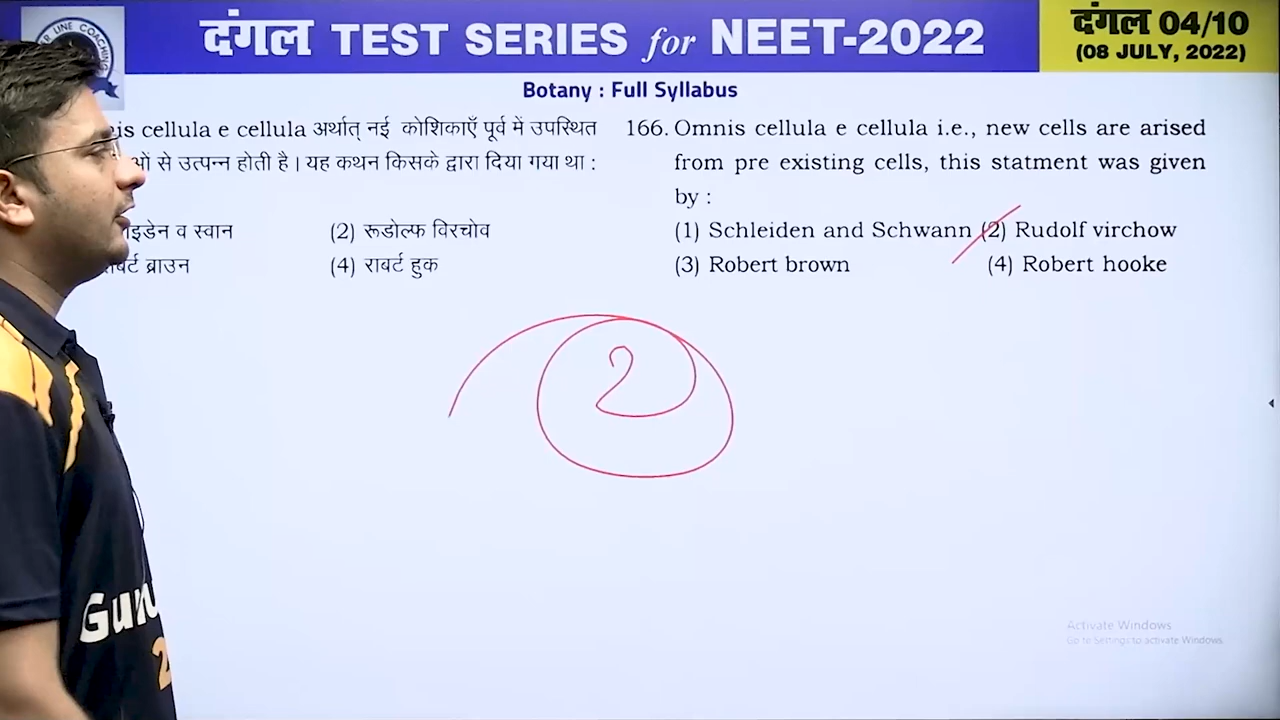 LINE COACHING
दंगल TEST SERIES for NEET-2022
दंगल 04/10
(08 JULY, 2022)
Botany : Full Syllabus
cellula e cellula अर्थात् नई कोशिकाएँ पूर्व में उपस्थित
से उत्पन्न होती है। यह कथन किसके द्वारा दिया गया था :
व स्वान (2) रूडोल्फ विरचोव
ब्राउन (4) राबर्ट हुक
166. Omnis cellula e cellula i.e., new cells are arised
from pre existing cells, this statment was given
by :
(1) Schleiden and Schwann (2) Rudolf virchow
(3) Robert brown (4) Robert hooke
2
Activate Windows
Go to Settings to activate Windows.